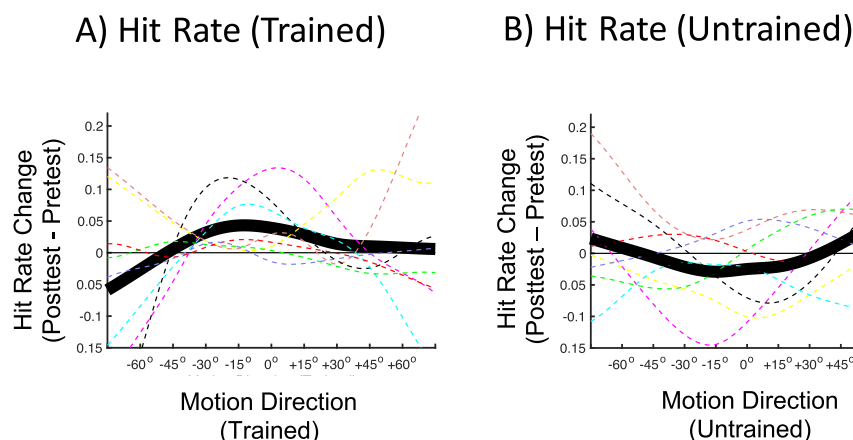 A) Hit Rate (Trained)
B) Hit Rate (Untrained)
Hit Rate Change
(Posttest - Pretest)
0.2
0.15
0.1
0.05
0
0.05
-0.1
0.15
-60° -45° -30° -15° 0° +15° +30° +45° +60°
Motion Direction
(Trained)
Hit Rate Change
(Posttest – Pretest)
0.2
0.15
0.1
0.05
0
0.05
-0.1
0.15
-60° -45° -30° -15° 0° +15° +30° +45°
Motion Direction
(Untrained)